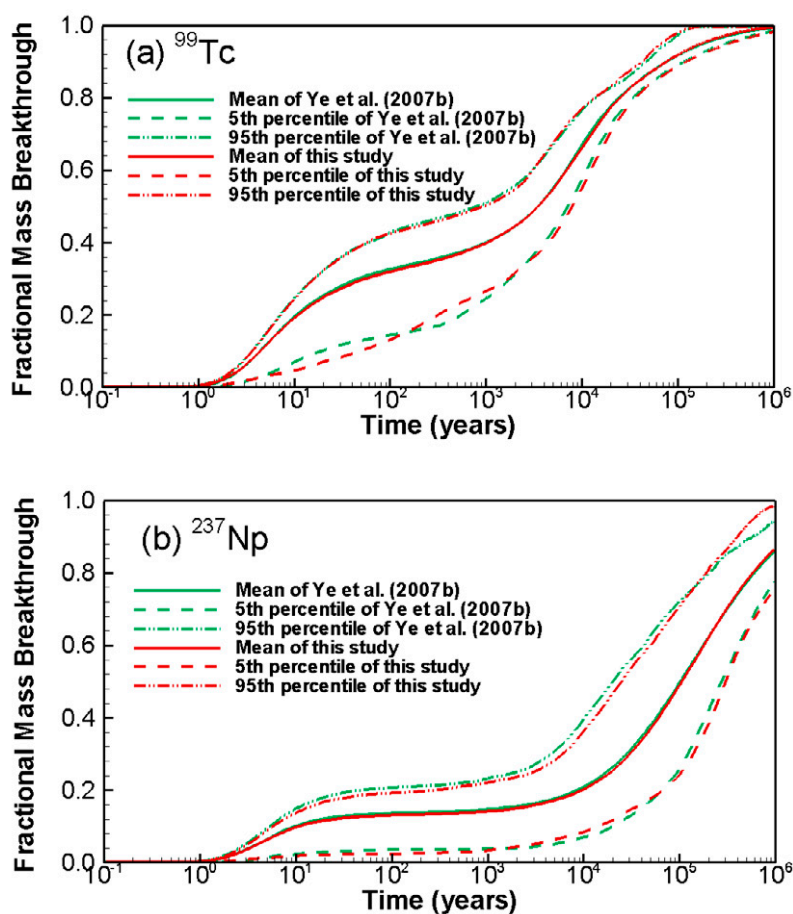 (a) ⁹⁹Tc
Mean of Ye et al. (2007b)
5th percentile of Ye et al. (2007b)
95th percentile of Ye et al. (2007b)
Mean of this study
5th percentile of this study
95th percentile of this study
Fractional Mass Breakthrough
1.0
0.8
0.6
0.4
0.2
0.0
10⁻¹ 10⁰ 10¹ 10² 10³ 10⁴ 10⁵ 10⁶
Time (years)
(b) ²³⁷Np
Mean of Ye et al. (2007b)
5th percentile of Ye et al. (2007b)
95th percentile of Ye et al. (2007b)
Mean of this study
5th percentile of this study
95th percentile of this study
Fractional Mass Breakthrough
1.0
0.8
0.6
0.4
0.2
0.0
10⁻¹ 10⁰ 10¹ 10² 10³ 10⁴ 10⁵ 10⁶
Time (years)